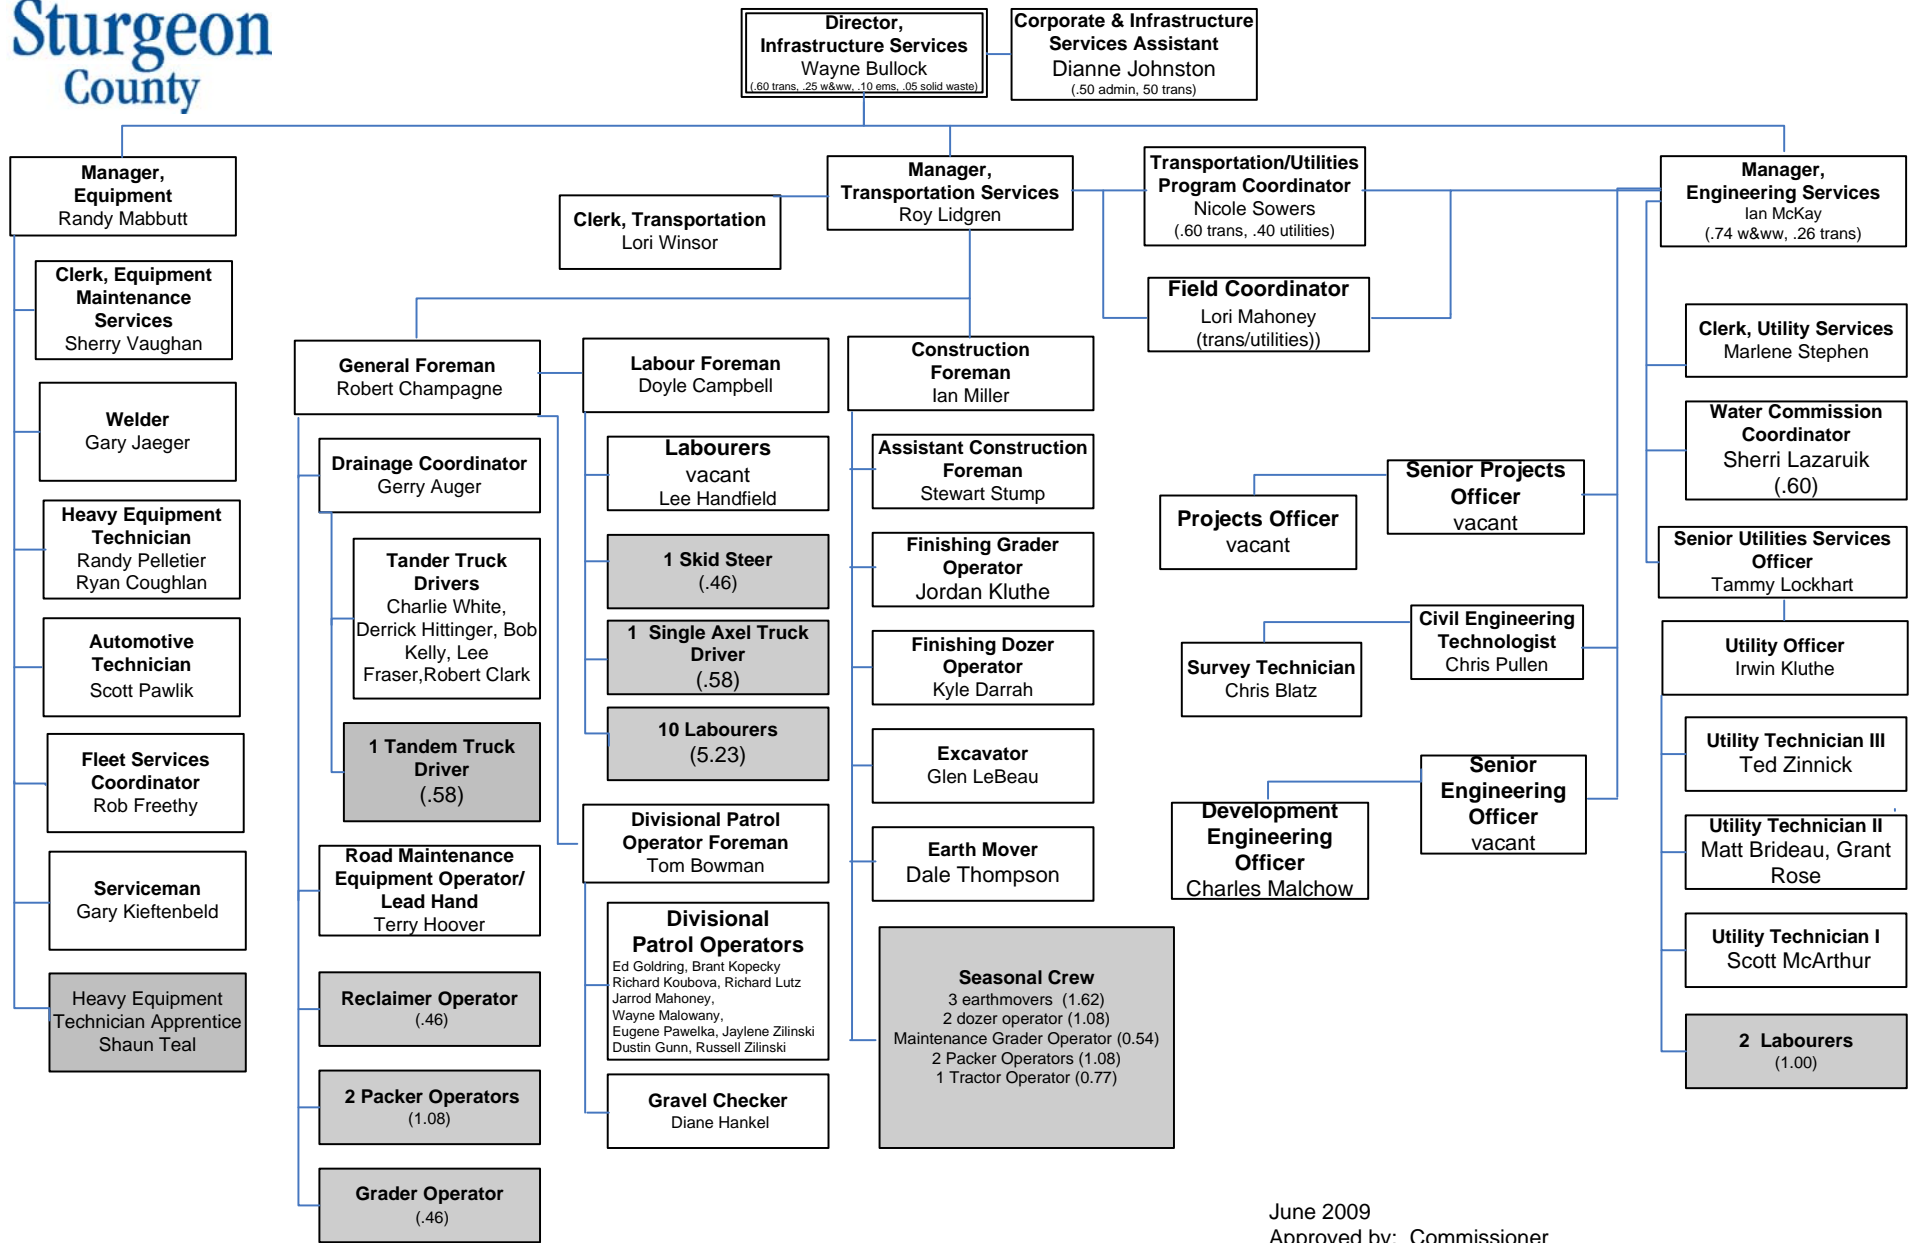 Sturgeon
County
Director,
Infrastructure Services
Wayne Bullock
(.60 trans, .25 w&ww, .10 ems, .05 solid waste)
Corporate & Infrastructure
Services Assistant
Dianne Johnston
(.50 admin, 50 trans)
Manager,
Equipment
Randy Mabbutt
Clerk, Equipment
Maintenance
Services
Sherry Vaughan
Welder
Gary Jaeger
Heavy Equipment
Technician
Randy Pelletier
Ryan Coughlan
Automotive
Technician
Scott Pawlik
Fleet Services
Coordinator
Rob Freethy
Serviceman
Gary Kieftenbeld
Heavy Equipment
Technician Apprentice
Shaun Teal
Manager,
Transportation Services
Roy Lidgren
Clerk, Transportation
Lori Winsor
Transportation/Utilities
Program Coordinator
Nicole Sowers
(.60 trans, .40 utilities)
Field Coordinator
Lori Mahoney
(trans/utilities))
General Foreman
Robert Champagne
Drainage Coordinator
Gerry Auger
Tander Truck
Drivers
Charlie White,
Derrick Hittinger, Bob
Kelly, Lee
Fraser,Robert Clark
1 Tandem Truck
Driver
(.58)
Road Maintenance
Equipment Operator/
Lead Hand
Terry Hoover
Reclaimer Operator
(.46)
2 Packer Operators
(1.08)
Grader Operator
(.46)
Labour Foreman
Doyle Campbell
Labourers
vacant
Lee Handfield
1 Skid Steer
(.46)
1 Single Axel Truck
Driver
(.58)
10 Labourers
(5.23)
Divisional Patrol
Operator Foreman
Tom Bowman
Divisional
Patrol Operators
Ed Goldring, Brant Kopecky
Richard Koubova, Richard Lutz
Jarrod Mahoney,
Wayne Malowany,
Eugene Pawelka, Jaylene Zilinski
Dustin Gunn, Russell Zilinski
Gravel Checker
Diane Hankel
Construction
Foreman
Ian Miller
Assistant Construction
Foreman
Stewart Stump
Finishing Grader
Operator
Jordan Kluthe
Finishing Dozer
Operator
Kyle Darrah
Excavator
Glen LeBeau
Earth Mover
Dale Thompson
Seasonal Crew
3 earthmovers (1.62)
2 dozer operator (1.08)
Maintenance Grader Operator (0.54)
2 Packer Operators (1.08)
1 Tractor Operator (0.77)
Manager,
Engineering Services
Ian McKay
(.74 w&ww, .26 trans)
Senior Projects
Officer
vacant
Projects Officer
vacant
Civil Engineering
Technologist
Chris Pullen
Survey Technician
Chris Blatz
Senior
Engineering
Officer
vacant
Development
Engineering
Officer
Charles Malchow
Clerk, Utility Services
Marlene Stephen
Water Commission
Coordinator
Sherri Lazaruik
(.60)
Senior Utilities Services
Officer
Tammy Lockhart
Utility Officer
Irwin Kluthe
Utility Technician III
Ted Zinnick
Utility Technician II
Matt Brideau, Grant
Rose
Utility Technician I
Scott McArthur
2 Labourers
(1.00)
June 2009
Approved by: Commissioner